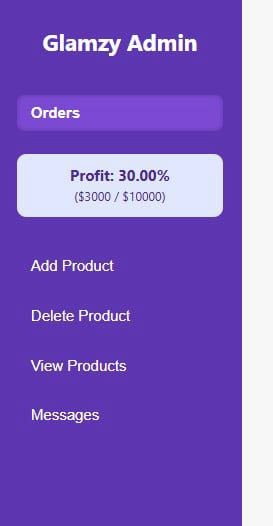 Glamzy Admin
Orders
Profit: 30.00%
($3000 / $10000)
Add Product
Delete Product
View Products
Messages